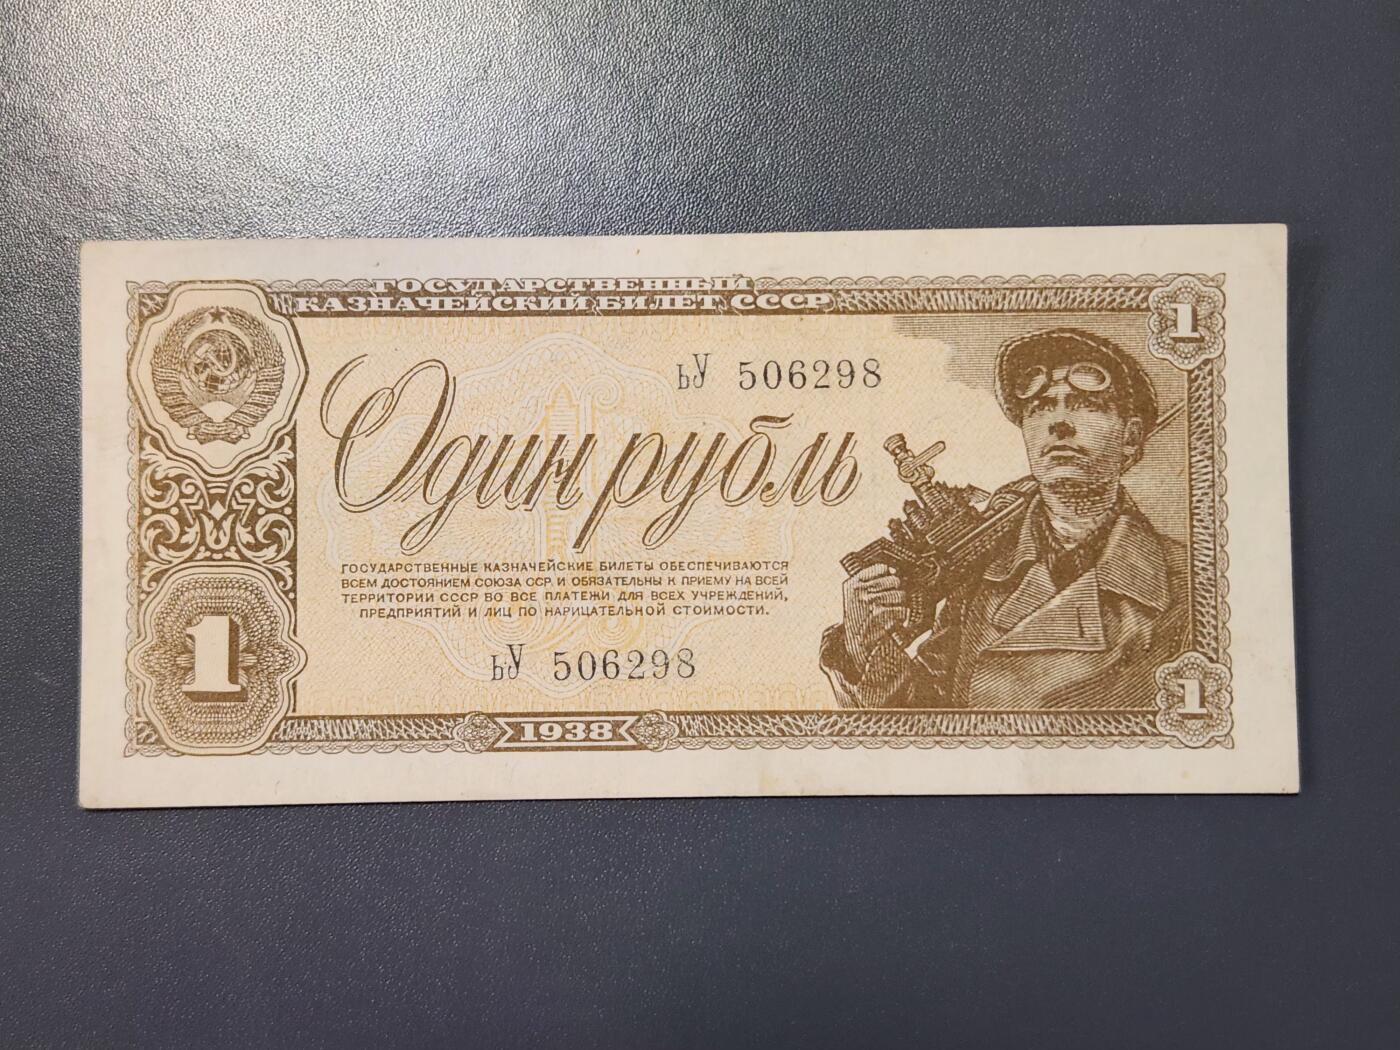 ГОСУДАРСТВЕННЫЙ
КАЗНАЧЕЙСКИЙ БИЛЕТ СССР
1
ьУ 506298
Один рубль
ГОСУДАРСТВЕННЫЕ КАЗНАЧЕЙСКИЕ БИЛЕТЫ ОБЕСПЕЧИВАЮТСЯ
ВСЕМ ДОСТОЯНИЕМ СОЮЗА ССР И ОБЯЗАТЕЛЬНЫ К ПРИЕМУ НА ВСЕЙ
ТЕРРИТОРИИ СССР ВО ВСЕ ПЛАТЕЖИ ДЛЯ ВСЕХ УЧРЕЖДЕНИЙ,
ПРЕДПРИЯТИЙ И ЛИЦ ПО НАРИЦАТЕЛЬНОЙ СТОИМОСТИ.
1
ьУ 506298
1
1938